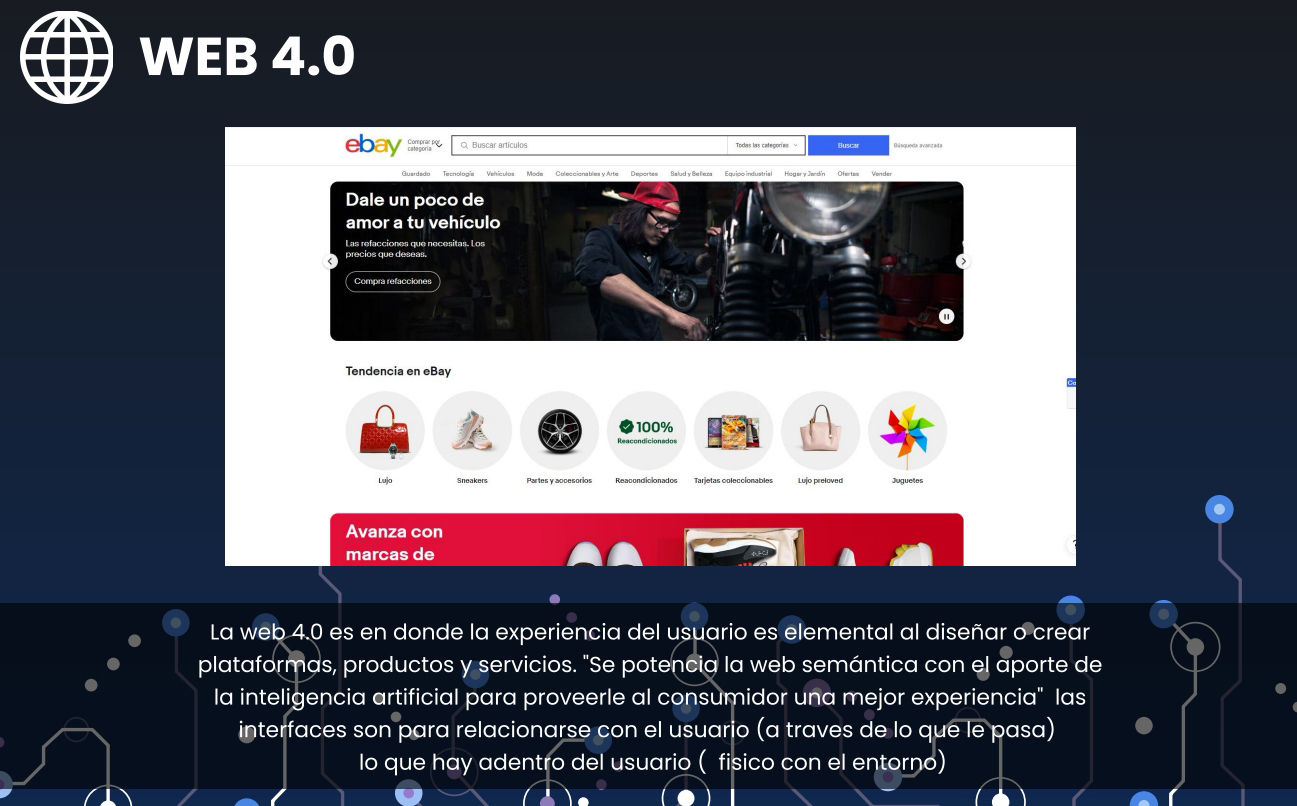 WEB 4.0
ebay
Comprar por
categoría
Buscar artículos
Todas las categorías
Buscar
Búsqueda avanzada
Guardado Tecnología Vehículos Moda Coleccionables y Arte Deportes Salud y Belleza Equipo industrial Hogar y Jardín Ofertas Vender
Dale un poco de
amor a tu vehículo
Las refacciones que necesitas. Los
precios que deseas.
Compra refacciones
Tendencia en eBay
100%
Reacondicionados
Lujo Sneakers Partes y accesorios Reacondicionados Tarjetas coleccionables Lujo preloved Juguetes
Co
Avanza con
marcas de
La web 4.0 es en donde la experiencia del usuario es elemental al diseñar o crear
plataformas, productos y servicios. "Se potencia la web semántica con el aporte de
la inteligencia artificial para proveerle al consumidor una mejor experiencia" las
interfaces son para relacionarse con el usuario (a traves de lo que le pasa)
lo que hay adentro del usuario ( fisico con el entorno)